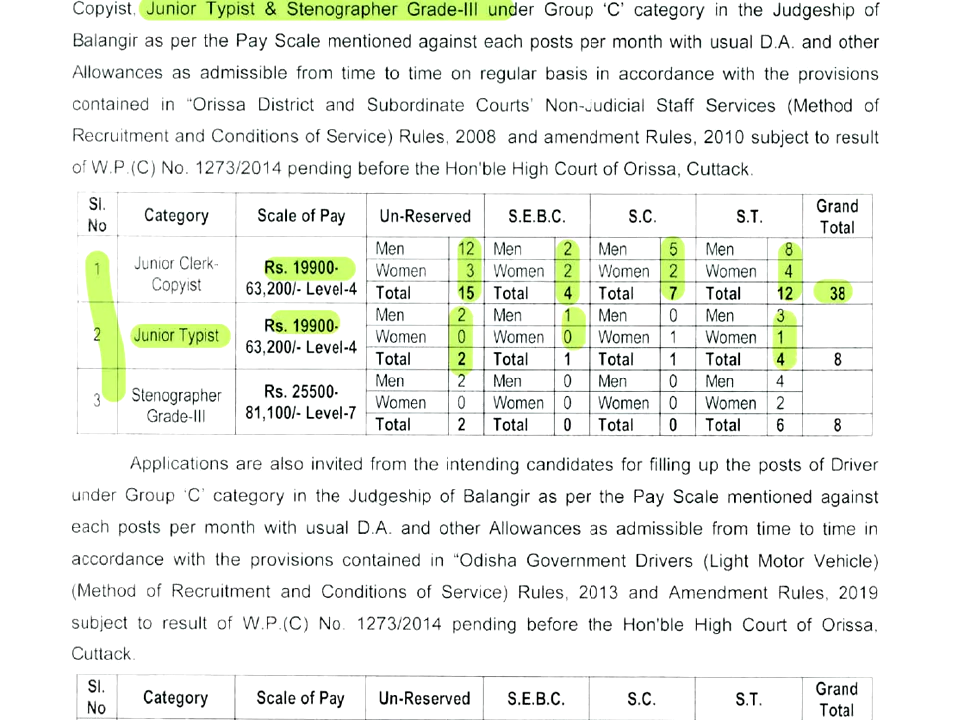 Copyist, Junior Typist & Stenographer Grade-III under Group 'C' category in the Judgeship of
Balangir as per the Pay Scale mentioned against each posts per month with usual D.A. and other
Allowances as admissible from time to time on regular basis in accordance with the provisions
contained in "Orissa District and Subordinate Courts' Non-Judicial Staff Services (Method of
Recruitment and Conditions of Service) Rules, 2008 and amendment Rules, 2010 subject to result
of W.P.(C) No. 1273/2014 pending before the Hon'ble High Court of Orissa, Cuttack.
Sl. No Category Scale of Pay Un-Reserved S.E.B.C. S.C. S.T. Grand Total
1 Junior Clerk-Copyist Rs. 19900-63,200/- Level-4
Men 12 Men 2 Men 5 Men 8
Women 3 Women 2 Women 2 Women 4
Total 15 Total 4 Total 7 Total 12 38
2 Junior Typist Rs. 19900-63,200/- Level-4
Men 2 Men 1 Men 0 Men 3
Women 0 Women 0 Women 1 Women 1
Total 2 Total 1 Total 1 Total 4 8
3 Stenographer Grade-III Rs. 25500-81,100/- Level-7
Men 2 Men 0 Men 0 Men 4
Women 0 Women 0 Women 0 Women 2
Total 2 Total 0 Total 0 Total 6 8
Applications are also invited from the intending candidates for filling up the posts of Driver
under Group 'C' category in the Judgeship of Balangir as per the Pay Scale mentioned against
each posts per month with usual D.A. and other Allowances as admissible from time to time in
accordance with the provisions contained in "Odisha Government Drivers (Light Motor Vehicle)
(Method of Recruitment and Conditions of Service) Rules, 2013 and Amendment Rules, 2019
subject to result of W.P.(C) No. 1273/2014 pending before the Hon'ble High Court of Orissa,
Cuttack.
Sl. No Category Scale of Pay Un-Reserved S.E.B.C. S.C. S.T. Grand Total